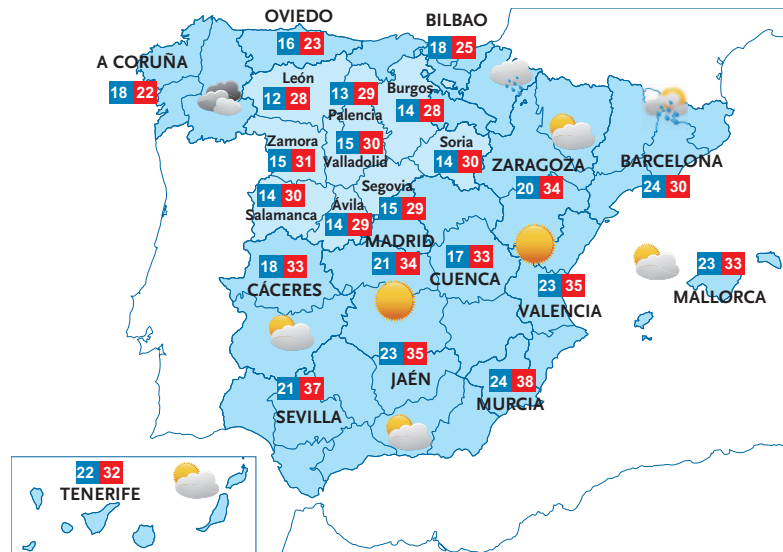 OVIEDO
16 23
BILBAO
18 25
A CORUÑA
18 22
León
12 28
13 29
Palencia
Burgos
14 28
Zamora
15 31
15 30
Valladolid
Soria
14 30
ZARAGOZA
20 34
BARCELONA
24 30
14 30
Salamanca
Ávila
14 29
Segovia
15 29
MADRID
21 34
17 33
CUENCA
18 33
CÁCERES
23 35
VALENCIA
23 33
MALLORCA
23 35
JAÉN
24 38
MURCIA
21 37
SEVILLA
22 32
TENERIFE